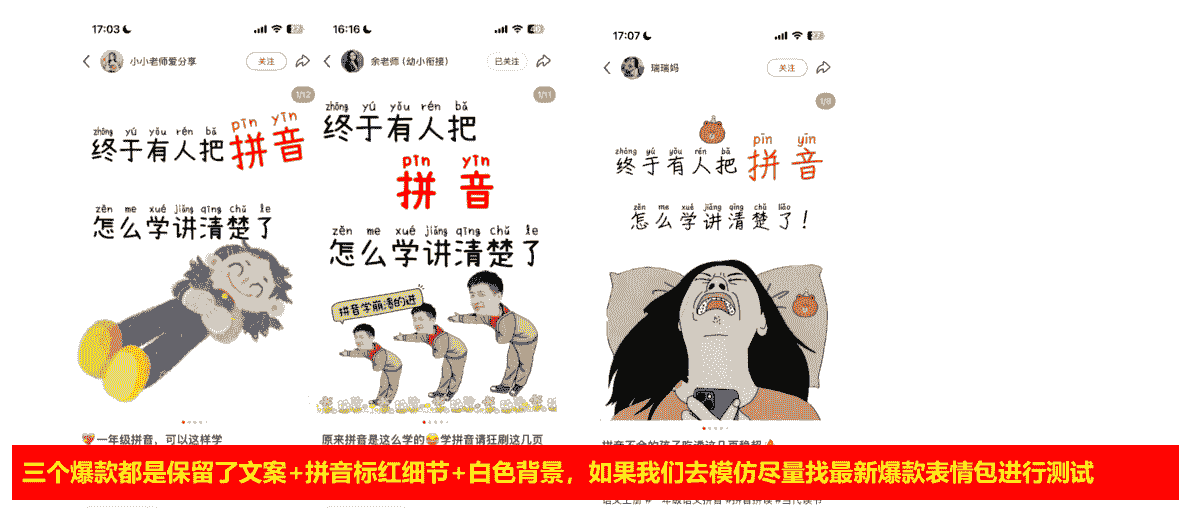 17:03
小小老师爱分享
关注
1/12
zhōng yú yǒu rén bǎ pīn yīn
终于有人把拼音
zěn me xué jiǎng qīng chǔ le
怎么学讲清楚了
一年级拼音，可以这样学
16:16
余老师（幼小衔接）
已关注
1/11
zhōng yú yǒu rén bǎ
终于有人把
pīn yīn
拼音
zěn me xué jiǎng qīng chǔ le
怎么学讲清楚了
拼音学崩溃的进
原来拼音是这么学的😂学拼音请狂刷这几页
17:07
瑞瑞妈
关注
1/8
zhōng yú yǒu rén bǎ pīn yīn
终于有人把拼音
zěn me xué jiǎng qīng chǔ liǎo
怎么学讲清楚了！
三个爆款都是保留了文案+拼音标红细节+白色背景，如果我们去模仿尽量找最新爆款表情包进行测试